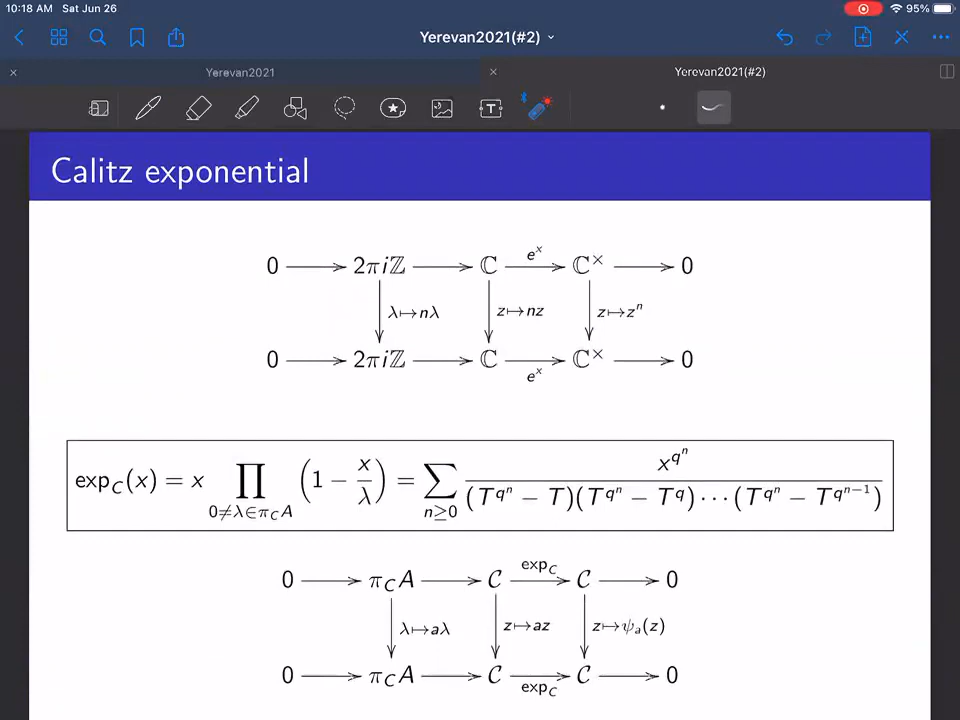 10:18 AM Sat Jun 26 95%
Yerevan2021(#2)
Yerevan2021 Yerevan2021(#2)
T
Calitz exponential
0 → 2πiℤ → ℂ →^{e^x} ℂ^× → 0
λ↦nλ z↦nz z↦z^n
0 → 2πiℤ → ℂ →_{e^x} ℂ^× → 0
exp_C(x) = x ∏_{0≠λ∈π_C A} (1 − x/λ) = ∑_{n≥0} x^{q^n} / ((T^{q^n} − T)(T^{q^n} − T^q) ⋯ (T^{q^n} − T^{q^{n−1}}))
0 → π_C A → 𝒞 →^{exp_C} 𝒞 → 0
λ↦aλ z↦az z↦ψ_a(z)
0 → π_C A → 𝒞 →_{exp_C} 𝒞 → 0